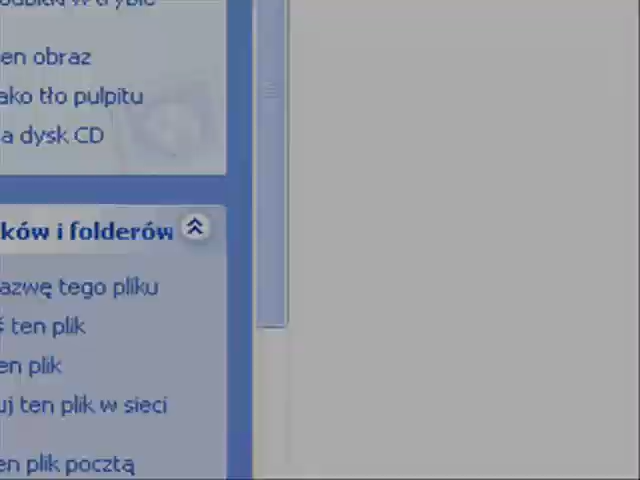 en obraz
ako tło pulpitu
a dysk CD
ków i folderów
azwę tego pliku
ś ten plik
en plik
uj ten plik w sieci
en plik pocztą